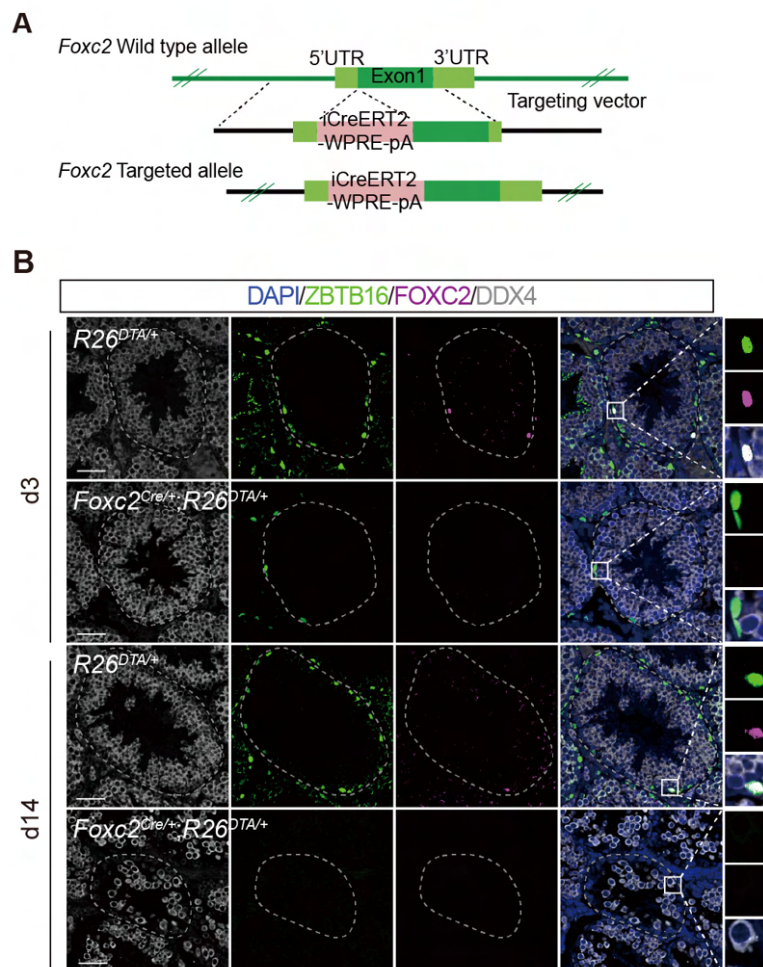 A
Foxc2 Wild type allele
5'UTR
3'UTR
Exon1
Targeting vector
iCreERT2
-WPRE-pA
Foxc2 Targeted allele
iCreERT2
-WPRE-pA
B
DAPI/ZBTB16/FOXC2/DDX4
d3
R26DTA/+
Foxc2Cre/+;R26DTA/+
d14
R26DTA/+
Foxc2Cre/+;R26DTA/+